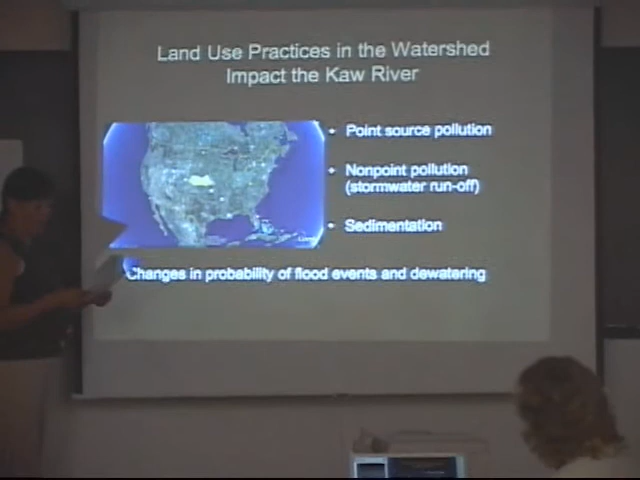 Land Use Practices in the Watershed
Impact the Kaw River
• Point source pollution
• Nonpoint pollution
(stormwater run-off)
• Sedimentation
Changes in probability of flood events and dewatering